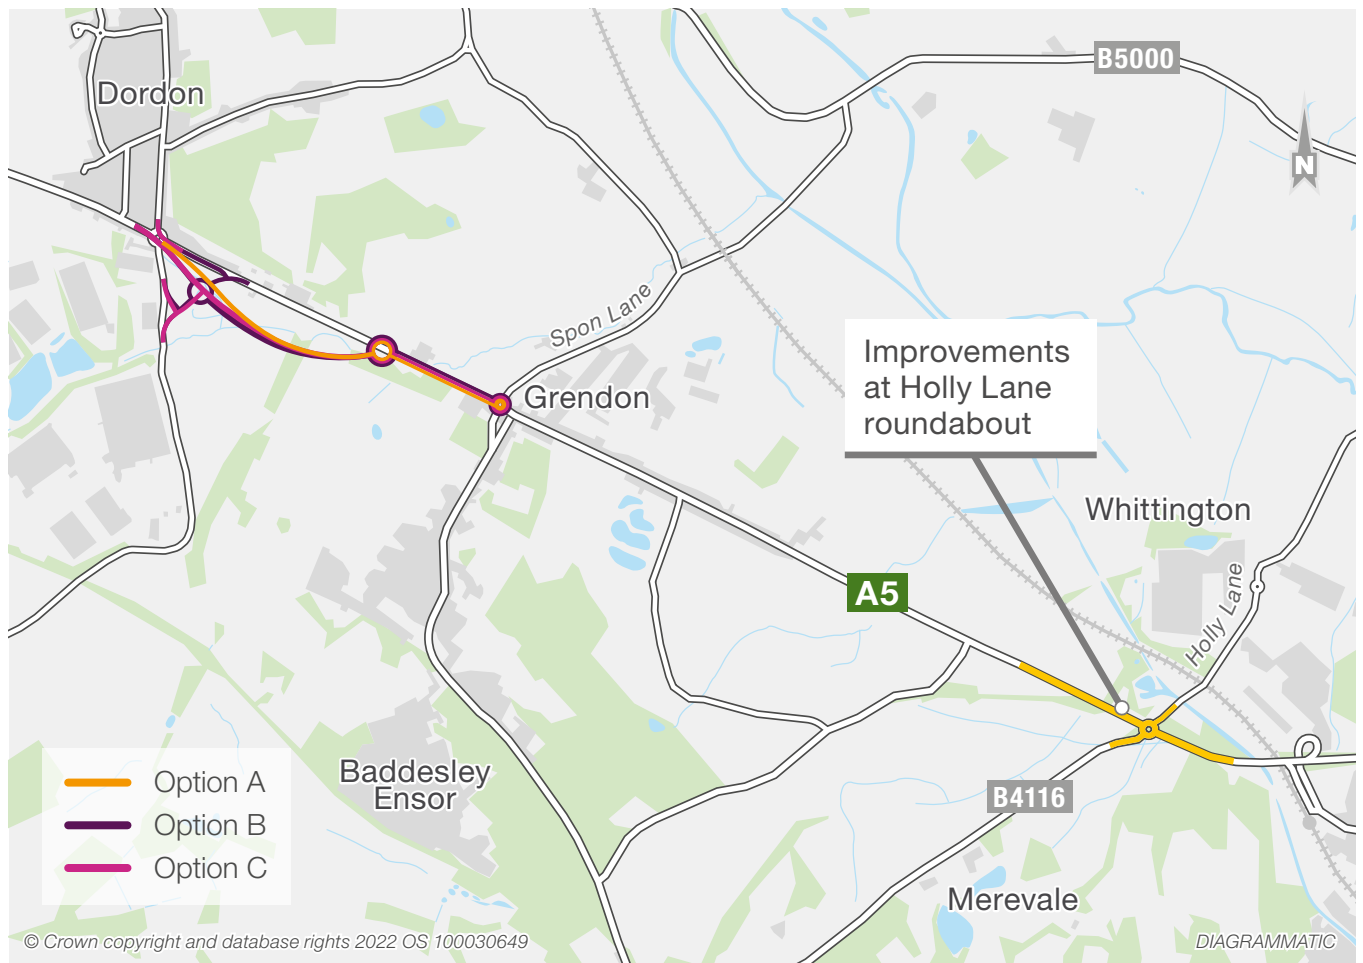 B5000
Dordon
N
Spon Lane
Improvements
at Holly Lane
roundabout
Grendon
Whittington
A5
Holly Lane
Baddesley
Ensor
B4116
Merevale
Option A
Option B
Option C
© Crown copyright and database rights 2022 OS 100030649
DIAGRAMMATIC